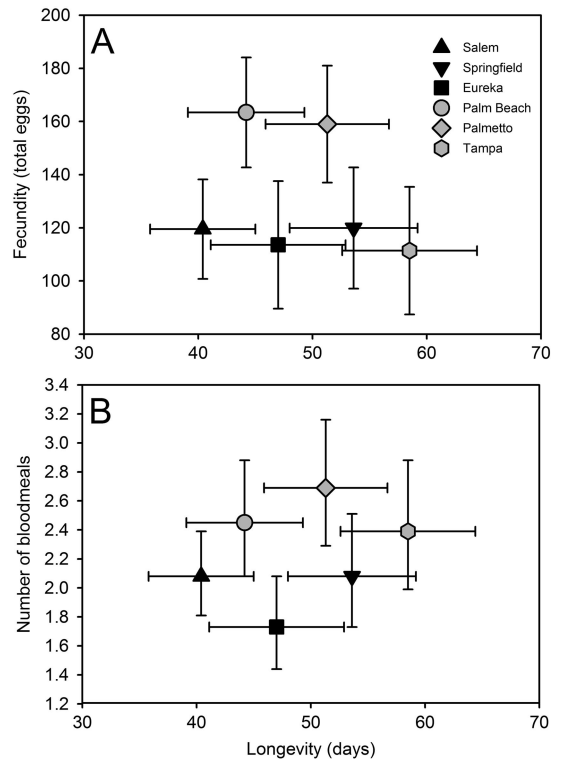 A
Fecundity (total eggs)
200
180
160
140
120
100
80
Salem
Springfield
Eureka
Palm Beach
Palmetto
Tampa
30 40 50 60 70
B
Number of bloodmeals
3.4
3.2
3.0
2.8
2.6
2.4
2.2
2.0
1.8
1.6
1.4
1.2
30 40 50 60 70
Longevity (days)